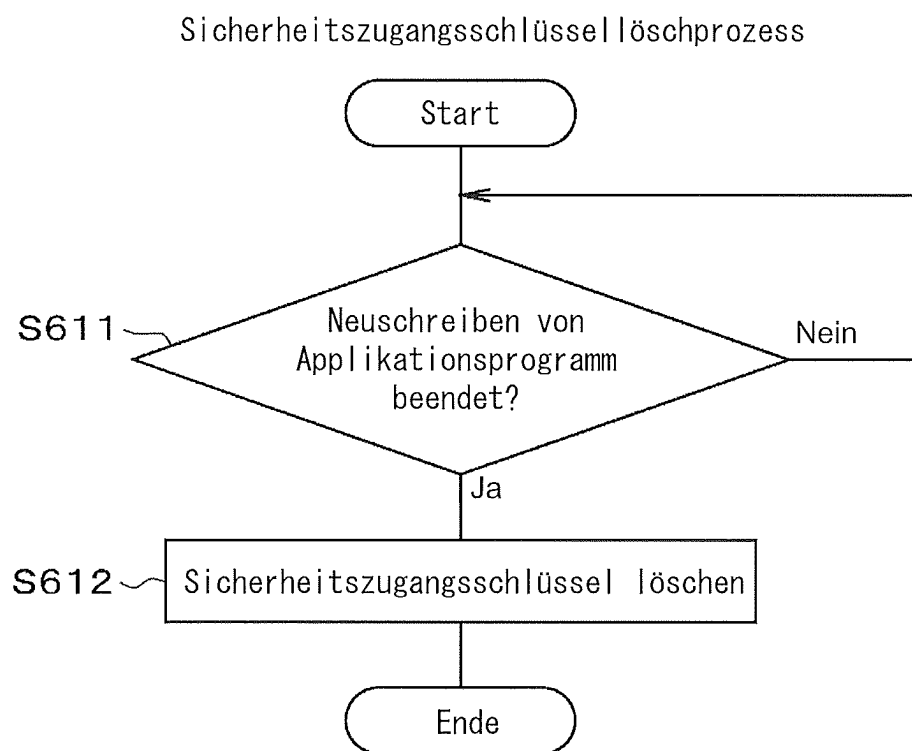 Sicherheitszugangsschlüssellöschprozess
Start
S611
Neuschreiben von
Applikationsprogramm
beendet?
Nein
Ja
S612
Sicherheitszugangsschlüssel löschen
Ende